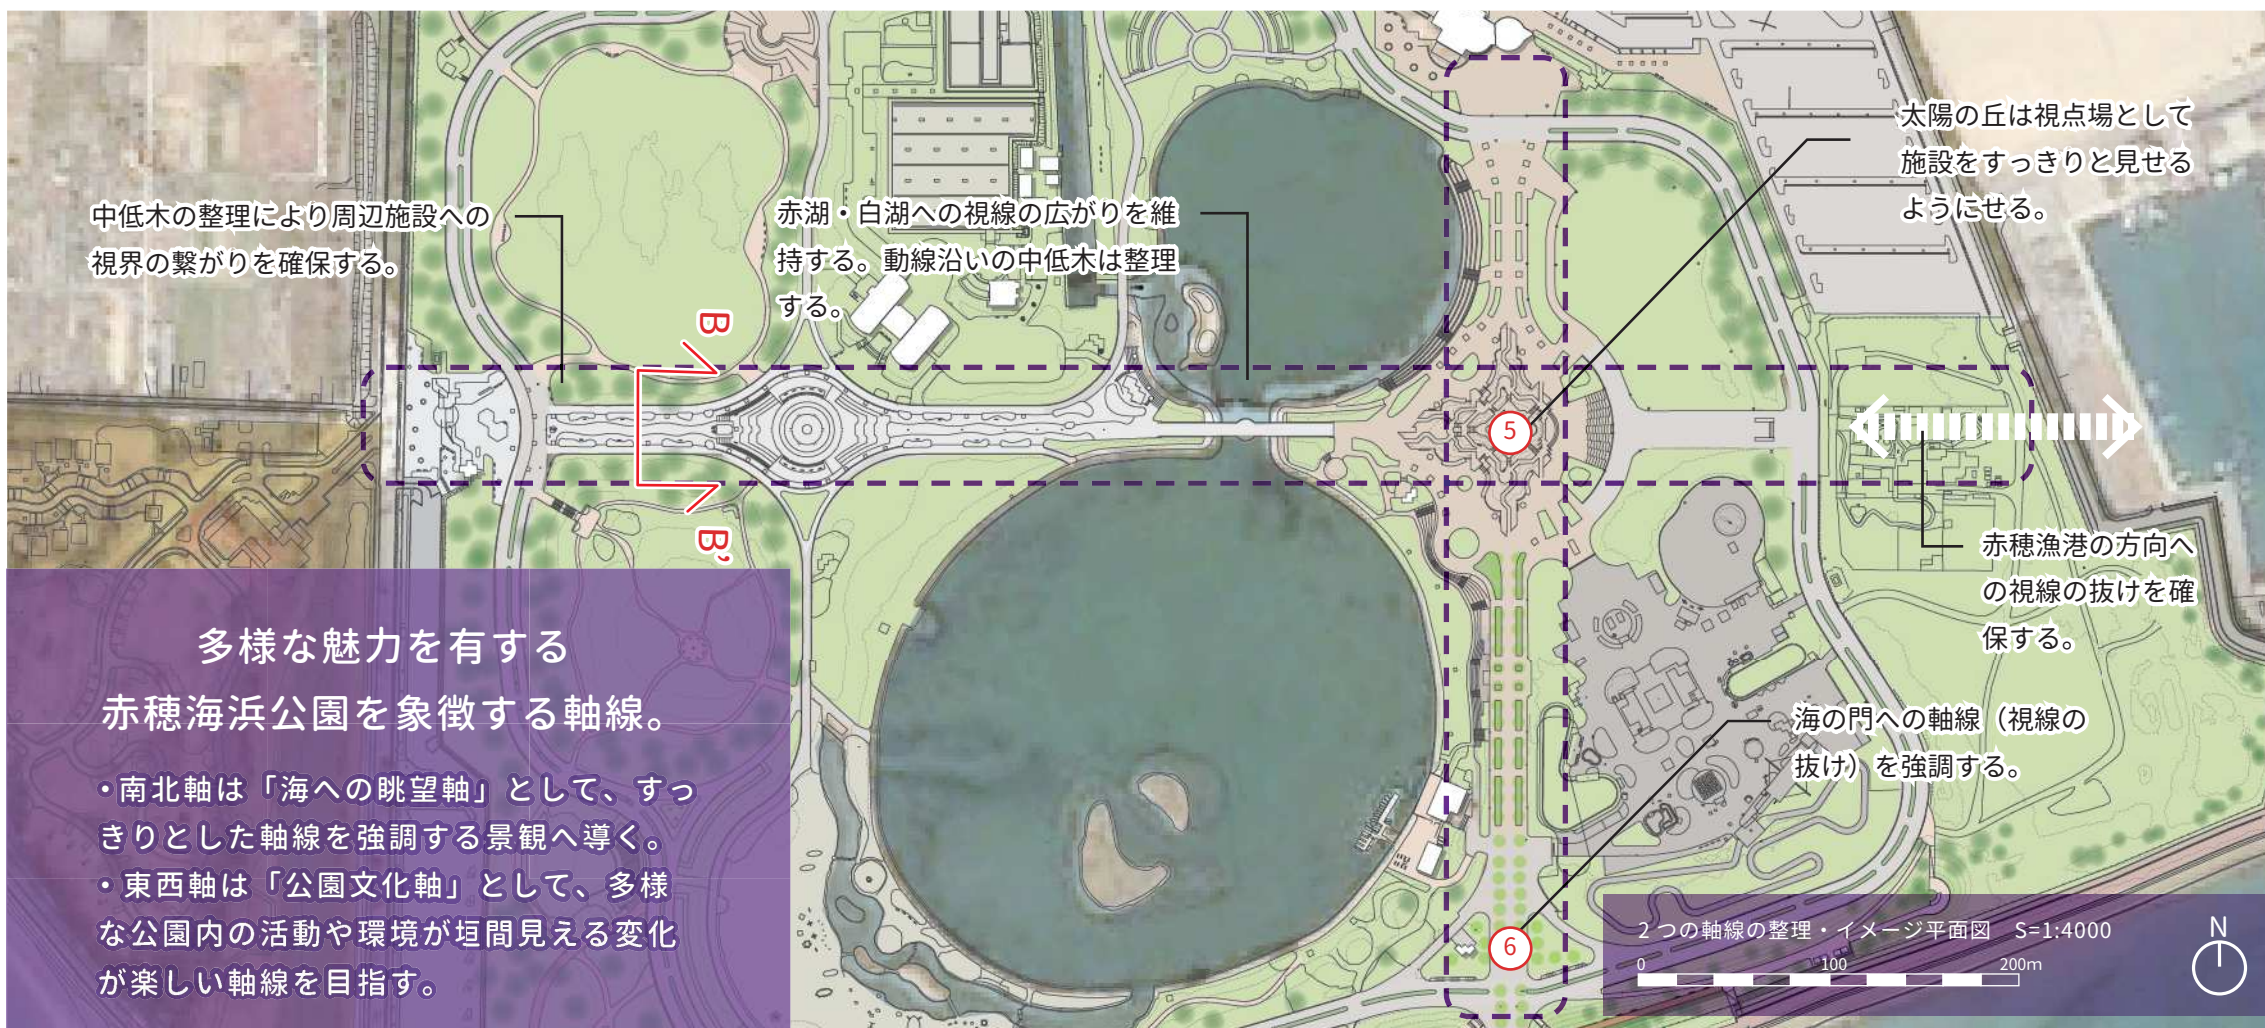 太陽の丘は視点場として
施設をすっきりと見せる
ようにせる。
中低木の整理により周辺施設への
視界の繋がりを確保する。
赤湖・白湖への視線の広がりを維
持する。動線沿いの中低木は整理
する。
B
B’
5
赤穂漁港の方向へ
の視線の抜けを確
保する。
海の門への軸線（視線の
抜け）を強調する。
6
多様な魅力を有する
赤穂海浜公園を象徴する軸線。
・南北軸は「海への眺望軸」として、すっ
きりとした軸線を強調する景観へ導く。
・東西軸は「公園文化軸」として、多様
な公園内の活動や環境が垣間見える変化
が楽しい軸線を目指す。
2つの軸線の整理・イメージ平面図　S=1:4000
0 100 200m
N